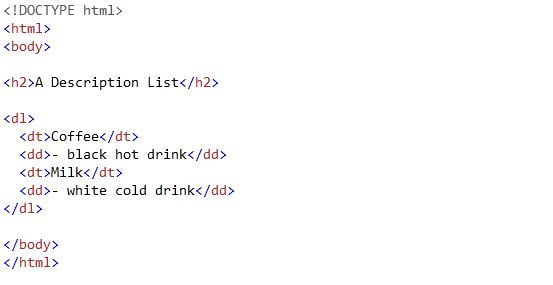 <!DOCTYPE html>
<html>
<body>
<h2>A Description List</h2>
<dl>
<dt>Coffee</dt>
<dd>- black hot drink</dd>
<dt>Milk</dt>
<dd>- white cold drink</dd>
</dl>
</body>
</html>